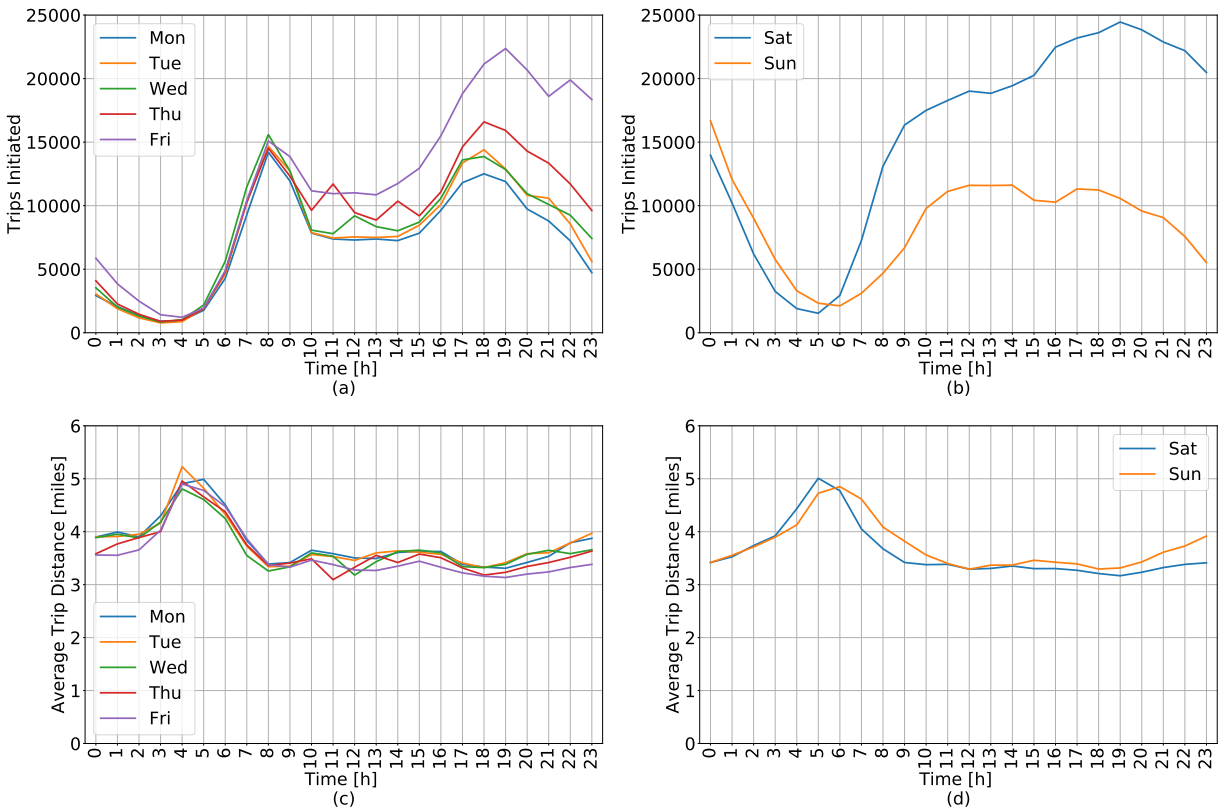 25000
20000
15000
10000
5000
0
Trips Initiated
Mon
Tue
Wed
Thu
Fri
0 1 2 3 4 5 6 7 8 9 10 11 12 13 14 15 16 17 18 19 20 21 22 23
Time [h]
(a)
25000
20000
15000
10000
5000
0
Trips Initiated
Sat
Sun
0 1 2 3 4 5 6 7 8 9 10 11 12 13 14 15 16 17 18 19 20 21 22 23
Time [h]
(b)
6
5
4
3
2
1
0
Average Trip Distance [miles]
Mon
Tue
Wed
Thu
Fri
0 1 2 3 4 5 6 7 8 9 10 11 12 13 14 15 16 17 18 19 20 21 22 23
Time [h]
(c)
6
5
4
3
2
1
0
Average Trip Distance [miles]
Sat
Sun
0 1 2 3 4 5 6 7 8 9 10 11 12 13 14 15 16 17 18 19 20 21 22 23
Time [h]
(d)